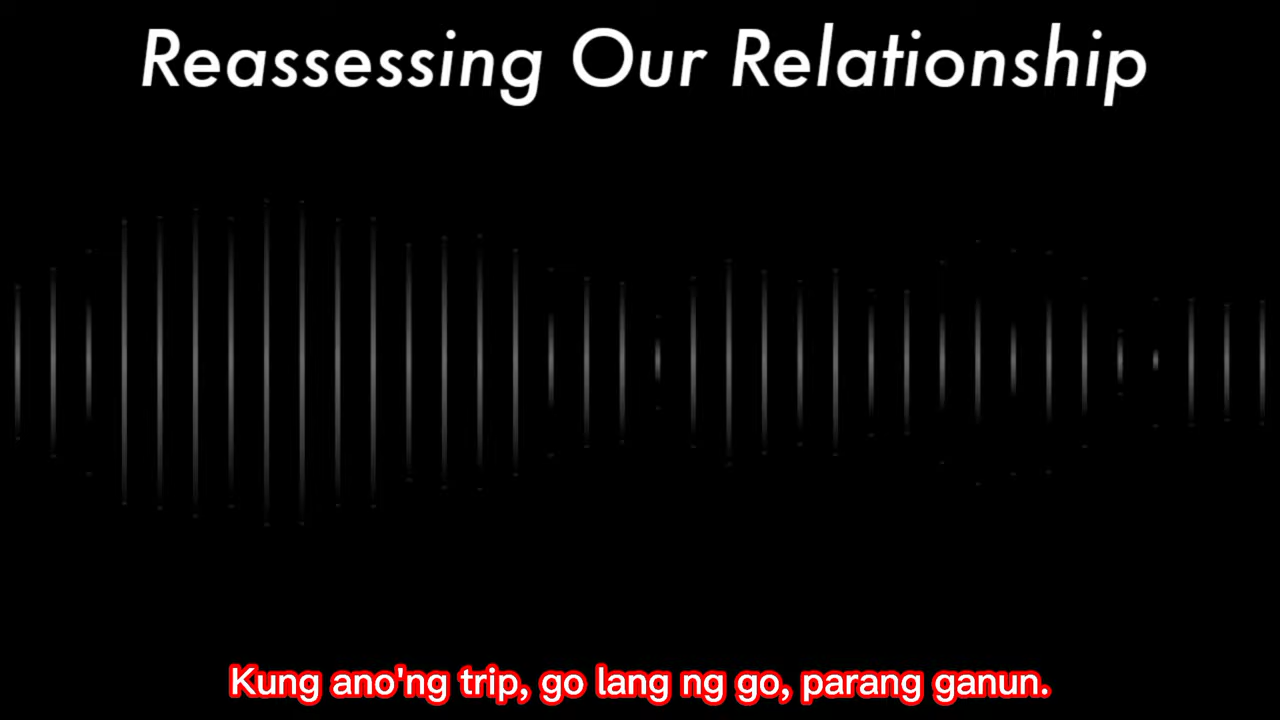 Reassessing Our Relationship
Kung ano'ng trip, go lang ng go, parang ganun.